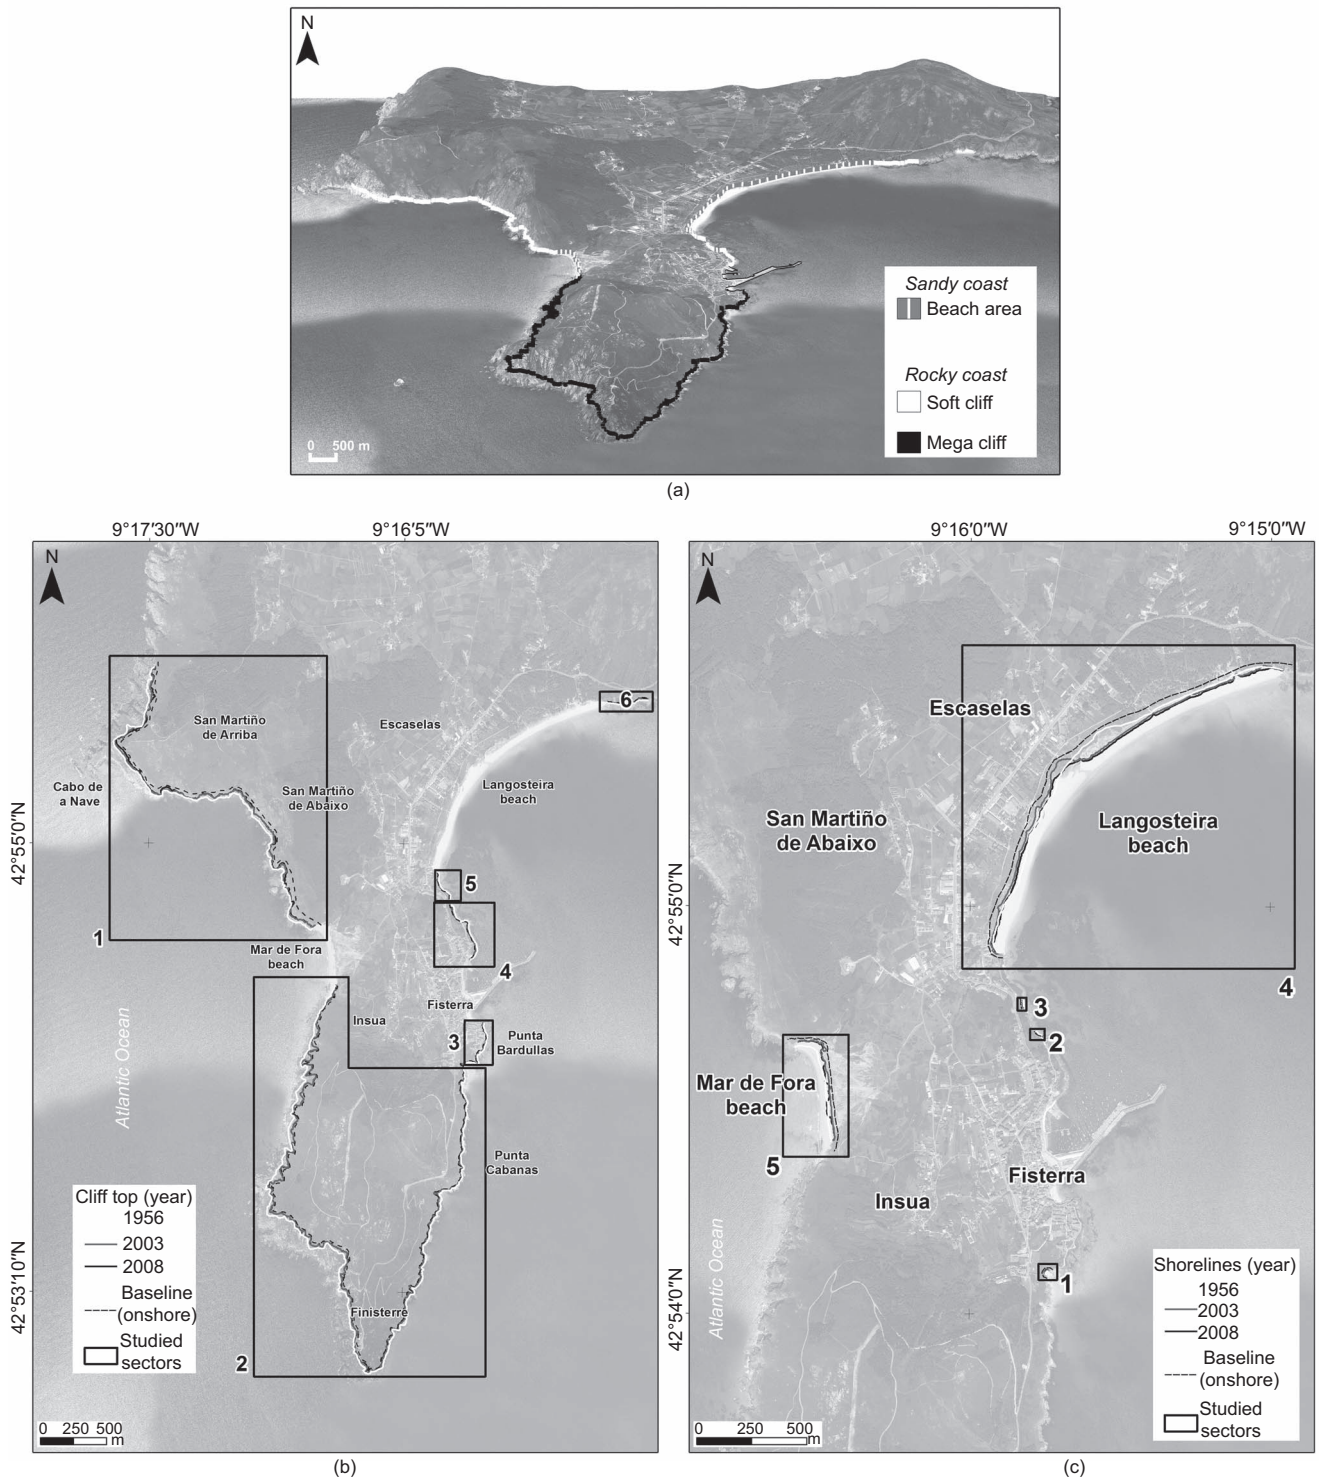 N
Sandy coast
Beach area
Rocky coast
Soft cliff
Mega cliff
0 500 m
(a)
9°17′30″W
9°16′5″W
N
6
San Martiño
de Arriba
Escaselas
Cabo de
a Nave
San Martiño
de Abaixo
Langosteira
beach
42°55′0″N
5
1
Mar de Fora
beach
4
Fisterra
Insua
3
Punta
Bardullas
Atlantic Ocean
Punta
Cabanas
Cliff top (year)
1956
2003
2008
Baseline
(onshore)
Studied
sectors
42°53′10″N
Finisterre
2
0 250 500
m
(b)
9°16′0″W
9°15′0″W
N
Escaselas
San Martiño
de Abaixo
Langosteira
beach
42°55′0″N
4
3
2
Mar de Fora
beach
5
Fisterra
Insua
Atlantic Ocean
1
Shorelines (year)
1956
2003
2008
Baseline
(onshore)
Studied
sectors
42°54′0″N
0 250 500
m
(c)